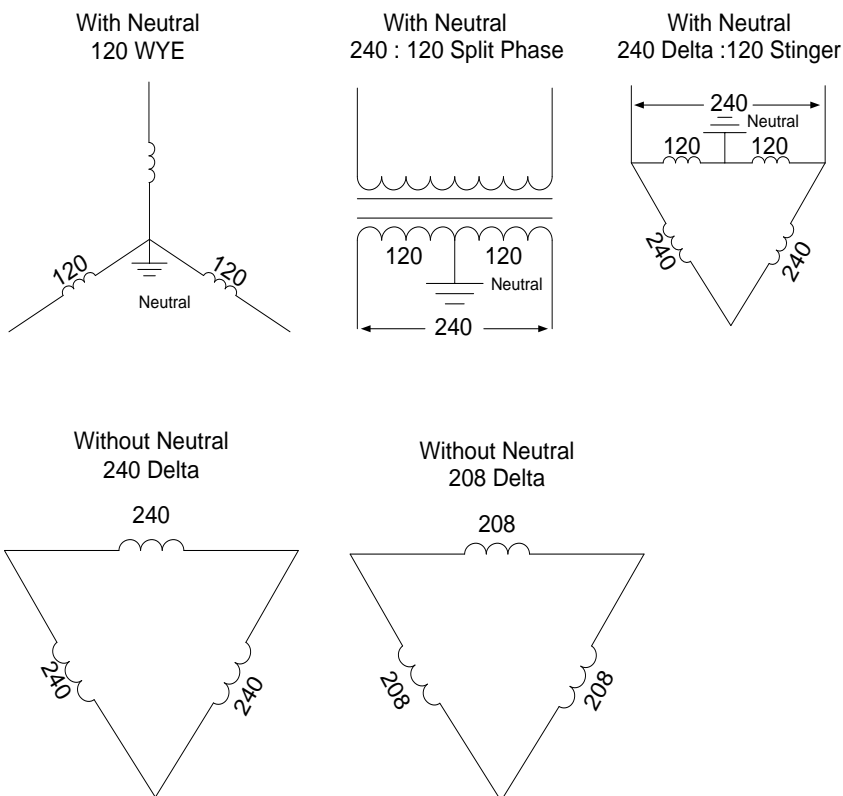 With Neutral
120 WYE
120
120
Neutral
With Neutral
240 : 120 Split Phase
120
120
Neutral
240
With Neutral
240 Delta :120 Stinger
240
Neutral
120
120
240
240
Without Neutral
240 Delta
240
240
240
Without Neutral
208 Delta
208
208
208